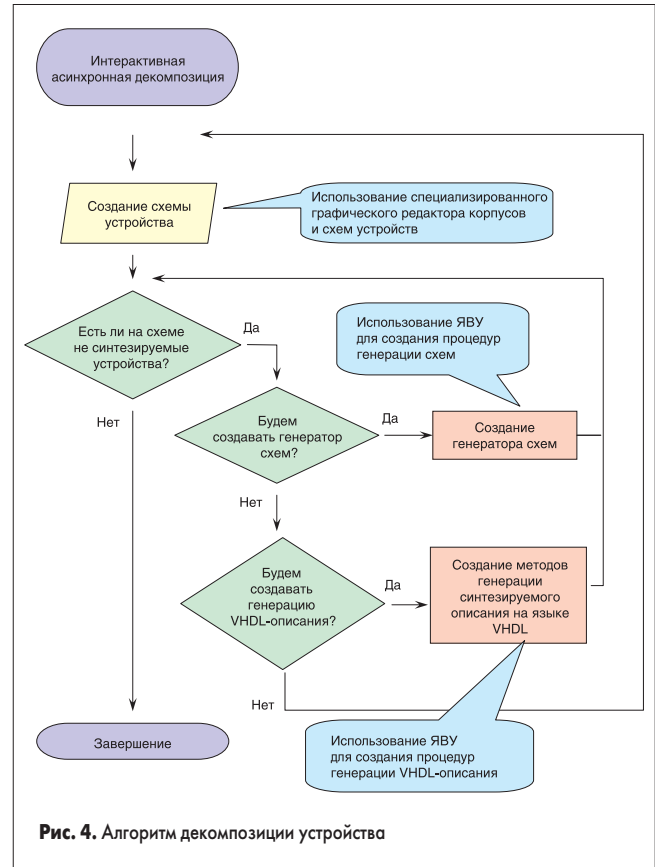 Интерактивная
асинхронная декомпозиция
Создание схемы
устройства
Использование специализированного
графического редактора корпусов
и схем устройств
Есть ли на схеме
не синтезируемые
устройства?
Да
Нет
Использование ЯВУ
для создания процедур
генерации схем
Будем
создавать генератор
схем?
Да
Создание
генератора схем
Нет
Будем
создавать
генерацию
VHDL-описания?
Да
Создание методов
генерации
синтезируемого
описания на языке
VHDL
Нет
Завершение
Использование ЯВУ
для создания процедур
генерации VHDL-описания
Рис. 4. Алгоритм декомпозиции устройства